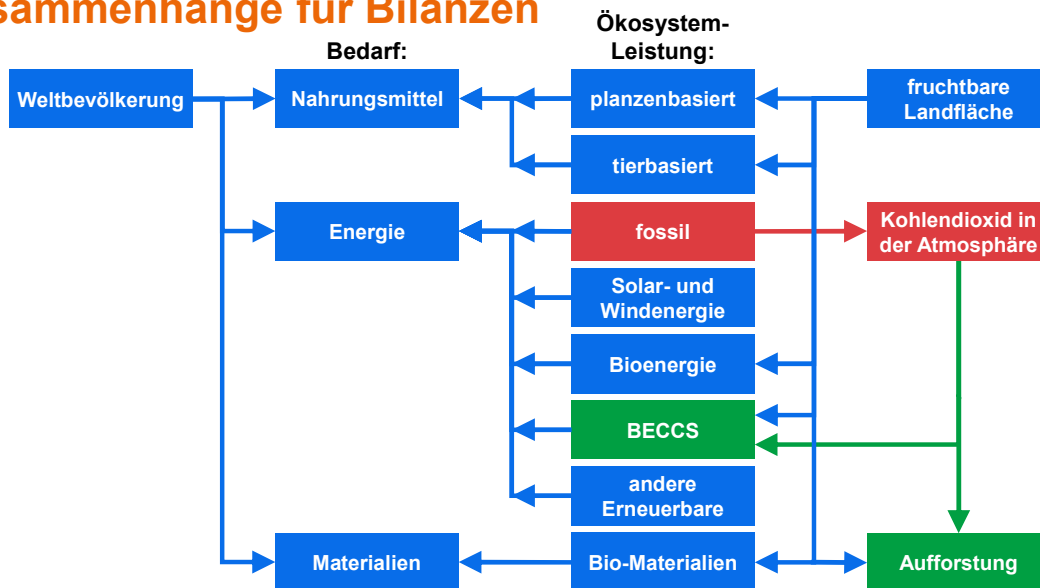 sammenhänge für Bilanzen
Bedarf:
Ökosystem-
Leistung:
Weltbevölkerung
Nahrungsmittel
planzenbasiert
fruchtbare
Landfläche
tierbasiert
Energie
fossil
Kohlendioxid in
der Atmosphäre
Solar- und
Windenergie
Bioenergie
BECCS
andere
Erneuerbare
Materialien
Bio-Materialien
Aufforstung